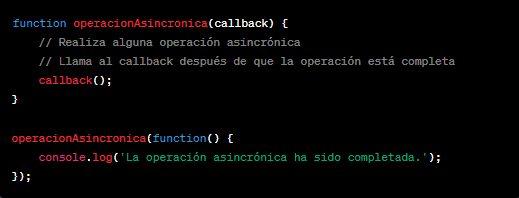 function operacionAsincronica(callback) {
    // Realiza alguna operación asincrónica
    // Llama al callback después de que la operación está completa
    callback();
}

operacionAsincronica(function() {
    console.log('La operación asincrónica ha sido completada.');
});